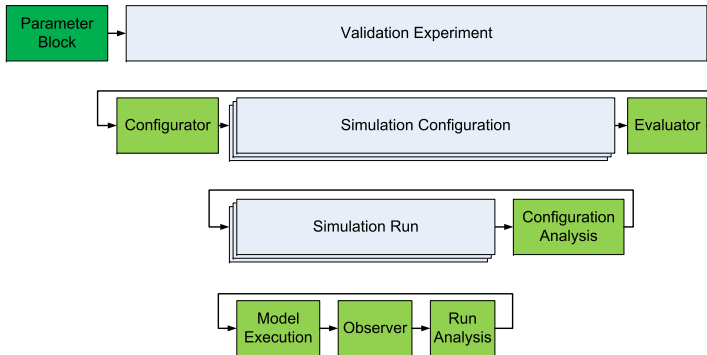 Parameter
Block
Validation Experiment
Configurator
Simulation Configuration
Evaluator
Simulation Run
Configuration
Analysis
Model
Execution
Observer
Run
Analysis